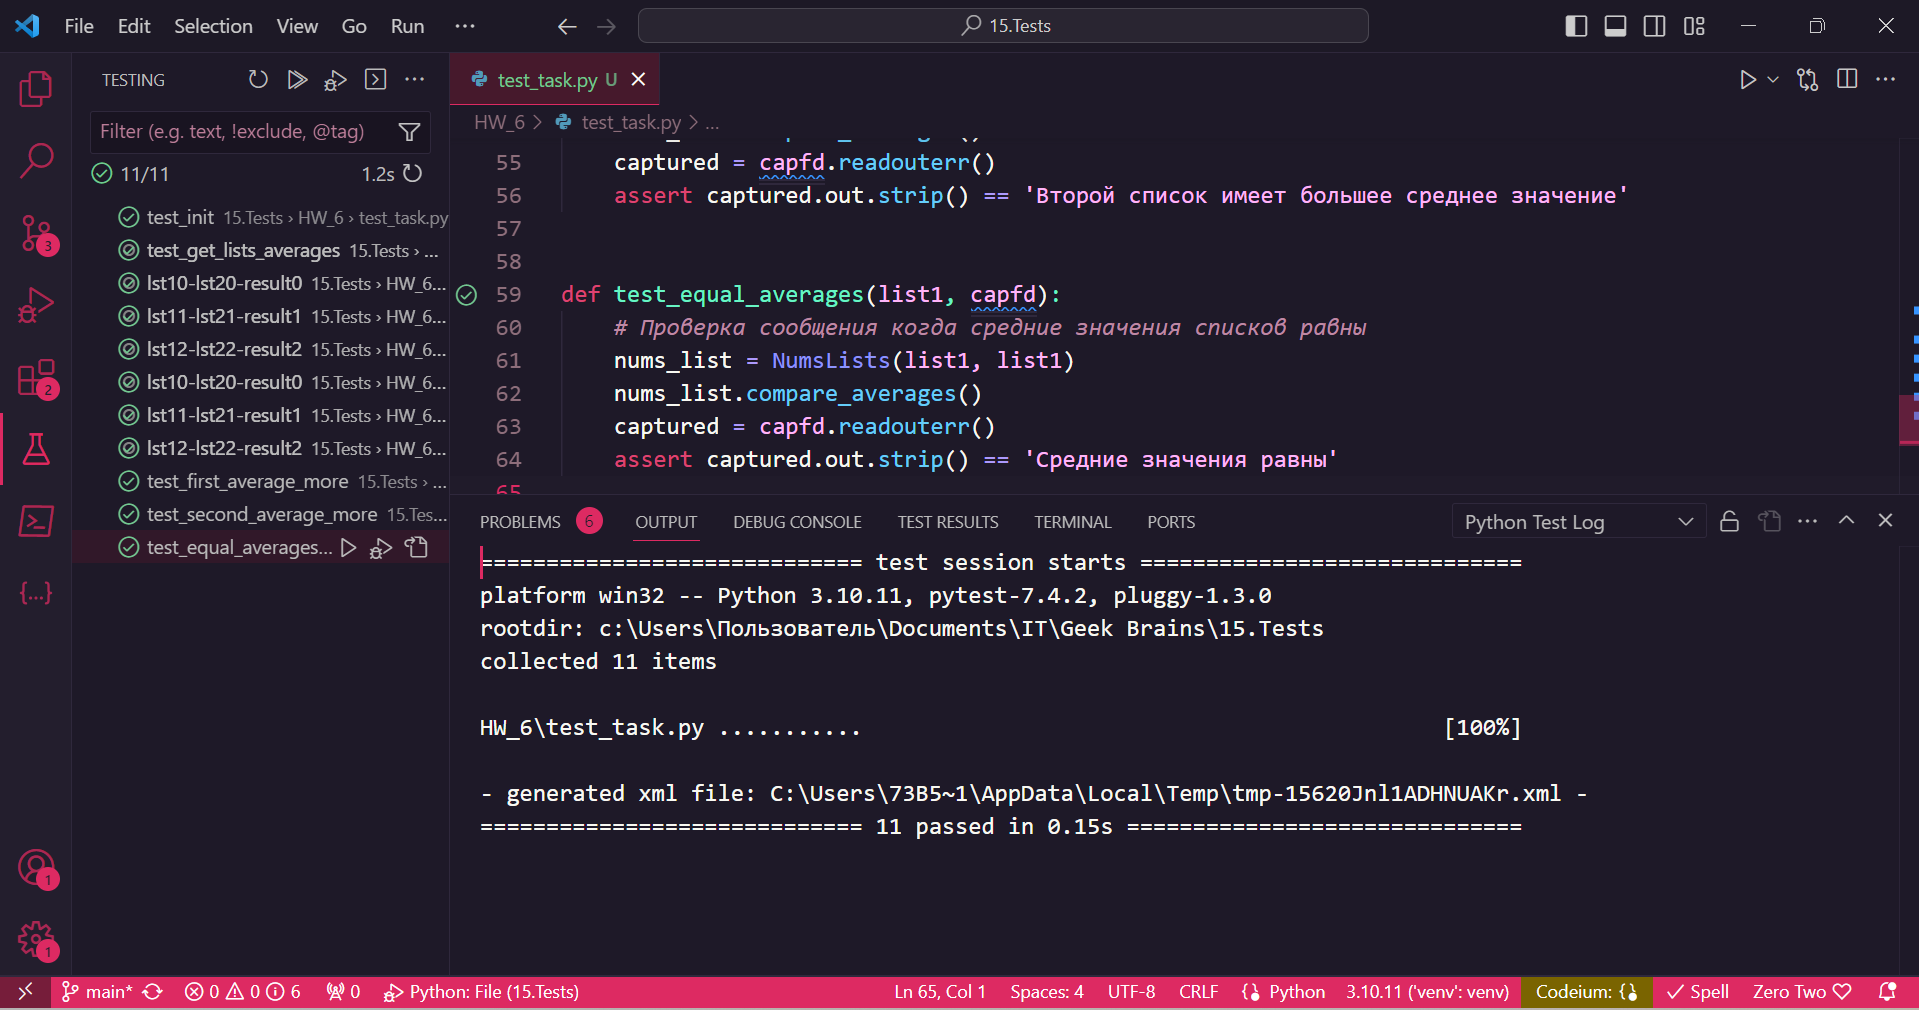 File Edit Selection View Go Run ... 15.Tests
TESTING
Filter (e.g. text, !exclude, @tag)
11/11 1.2s
test_init 15.Tests › HW_6 › test_task.py
test_get_lists_averages 15.Tests › ...
lst10-lst20-result0 15.Tests › HW_6...
lst11-lst21-result1 15.Tests › HW_6...
lst12-lst22-result2 15.Tests › HW_6...
lst10-lst20-result0 15.Tests › HW_6...
lst11-lst21-result1 15.Tests › HW_6...
lst12-lst22-result2 15.Tests › HW_6...
test_first_average_more 15.Tests › ...
test_second_average_more 15.Tes...
test_equal_averages...
3
2
1
1
test_task.py U
HW_6 > test_task.py > ...
55 captured = capfd.readouterr()
56 assert captured.out.strip() == 'Второй список имеет большее среднее значение'
57
58
59 def test_equal_averages(list1, capfd):
60 # Проверка сообщения когда средние значения списков равны
61 nums_list = NumsLists(list1, list1)
62 nums_list.compare_averages()
63 captured = capfd.readouterr()
64 assert captured.out.strip() == 'Средние значения равны'
65
PROBLEMS 6 OUTPUT DEBUG CONSOLE TEST RESULTS TERMINAL PORTS Python Test Log
============================= test session starts =============================
platform win32 -- Python 3.10.11, pytest-7.4.2, pluggy-1.3.0
rootdir: c:\Users\Пользователь\Documents\IT\Geek Brains\15.Tests
collected 11 items
HW_6\test_task.py ........... [100%]
- generated xml file: C:\Users\73B5~1\AppData\Local\Temp\tmp-15620Jnl1ADHNUAKr.xml -
============================= 11 passed in 0.15s ==============================
main* 0 0 6 0 Python: File (15.Tests) Ln 65, Col 1 Spaces: 4 UTF-8 CRLF Python 3.10.11 ('venv': venv) Codeium: {} Spell Zero Two